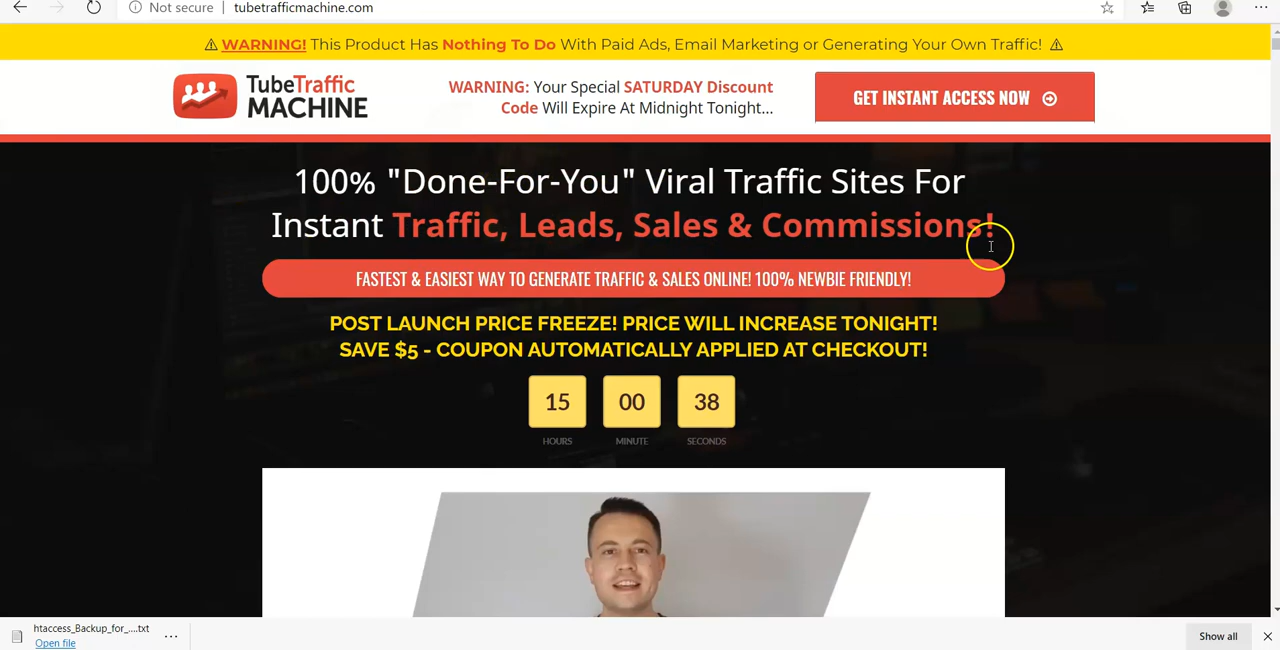 Not secure | tubetrafficmachine.com
⚠ WARNING! This Product Has Nothing To Do With Paid Ads, Email Marketing or Generating Your Own Traffic! ⚠
TubeTraffic
MACHINE
WARNING: Your Special SATURDAY Discount
Code Will Expire At Midnight Tonight...
GET INSTANT ACCESS NOW
100% "Done-For-You" Viral Traffic Sites For
Instant Traffic, Leads, Sales & Commissions!
FASTEST & EASIEST WAY TO GENERATE TRAFFIC & SALES ONLINE! 100% NEWBIE FRIENDLY!
POST LAUNCH PRICE FREEZE! PRICE WILL INCREASE TONIGHT!
SAVE $5 - COUPON AUTOMATICALLY APPLIED AT CHECKOUT!
15 00 38
HOURS MINUTE SECONDS
htaccess_Backup_for_....txt
Open file
Show all